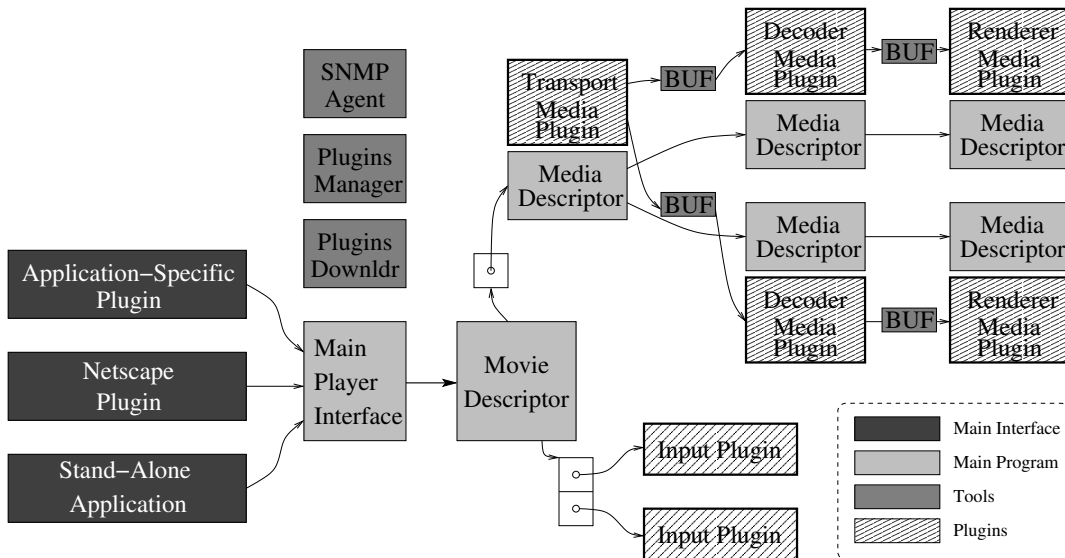 SNMP
Agent
Plugins
Manager
Plugins
Downldr
Application−Specific
Plugin
Netscape
Plugin
Stand−Alone
Application
Main
Player
Interface
Movie
Descriptor
Transport
Media
Plugin
Media
Descriptor
BUF
Decoder
Media
Plugin
BUF
Renderer
Media
Plugin
Media
Descriptor
Media
Descriptor
BUF
Media
Descriptor
Media
Descriptor
Decoder
Media
Plugin
BUF
Renderer
Media
Plugin
Input Plugin
Input Plugin
Main Interface
Main Program
Tools
Plugins